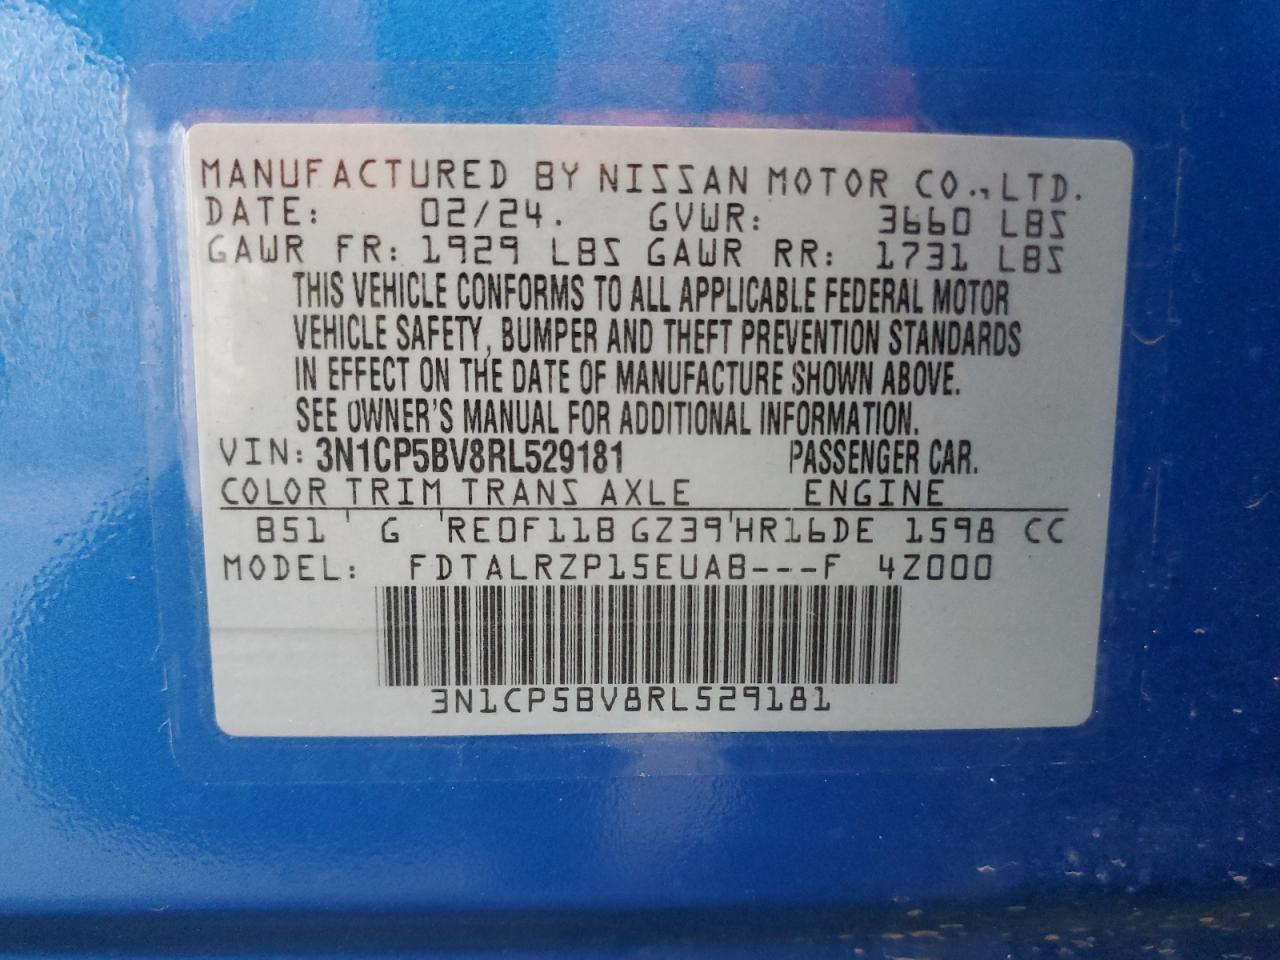 MANUFACTURED BY NISSAN MOTOR CO., LTD.
DATE: 02/24. GVWR: 3660 LBS
GAWR FR: 1929 LBS GAWR RR: 1731 LBS
THIS VEHICLE CONFORMS TO ALL APPLICABLE FEDERAL MOTOR
VEHICLE SAFETY, BUMPER AND THEFT PREVENTION STANDARDS
IN EFFECT ON THE DATE OF MANUFACTURE SHOWN ABOVE.
SEE OWNER'S MANUAL FOR ADDITIONAL INFORMATION.
VIN: 3N1CP5BV8RL529181 PASSENGER CAR.
COLOR TRIM TRANS AXLE ENGINE
B51 ' G ' RE0F11B GZ39 ' HR16DE 1598 CC
MODEL: FDTALRZP15EUAB---F 4Z000
3N1CP5BV8RL529181